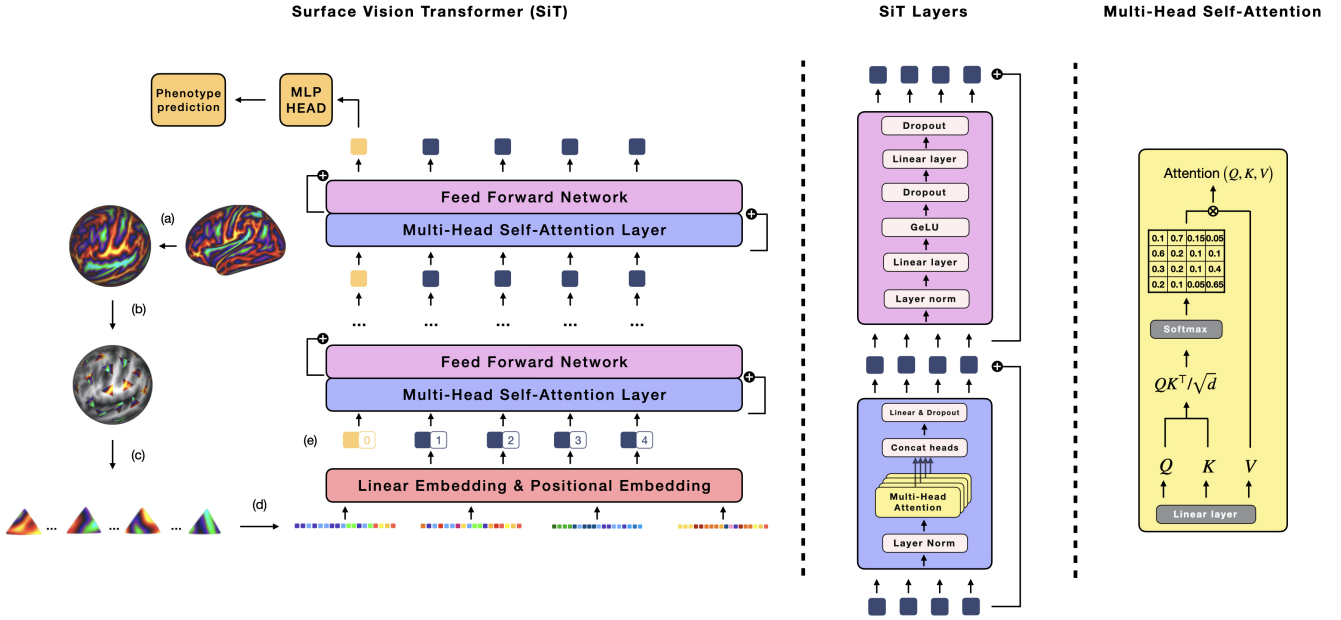 Surface Vision Transformer (SiT)
Phenotype
prediction
MLP
HEAD
Feed Forward Network
Multi-Head Self-Attention Layer
(a)
(b)
(c)
...
...
...
...
...
Feed Forward Network
Multi-Head Self-Attention Layer
(e)
0
1
2
3
4
Linear Embedding & Positional Embedding
(d)
...
...
...
SiT Layers
Dropout
Linear layer
Dropout
GeLU
Linear layer
Layer norm
Linear & Dropout
Concat heads
Multi-Head
Attention
Layer Norm
Multi-Head Self-Attention
Attention (Q, K, V)
0.1 0.7 0.15 0.05
0.6 0.2 0.1 0.1
0.3 0.2 0.1 0.4
0.2 0.1 0.05 0.65
Softmax
QK⊤/√d
Q K V
Linear layer